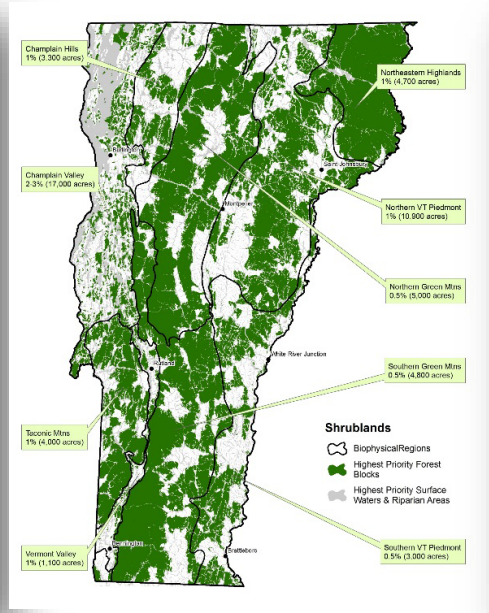 Champlain Hills
1% (3.300 acres)
Northeastern Highlands
1% (4,700 acres)
Burlington
Saint Johnsbury
Champlain Valley
2-3% (17,000 acres)
Montpelier
Northern VT Piedmont
1% (10.900 acres)
Northern Green Mtns
0.5% (5,000 acres)
White River Junction
Rutland
Southern Green Mtns
0.5% (4,800 acres)
Taconic Mtns
1% (4,000 acres)
Shrublands
BiophysicalRegions
Highest Priority Forest
Blocks
Highest Priority Surface
Waters & Riparian Areas
Vermont Valley
1% (1,100 acres)
Bennington
Brattleboro
Southern VT Piedmont
0.5% (3,000 acres)